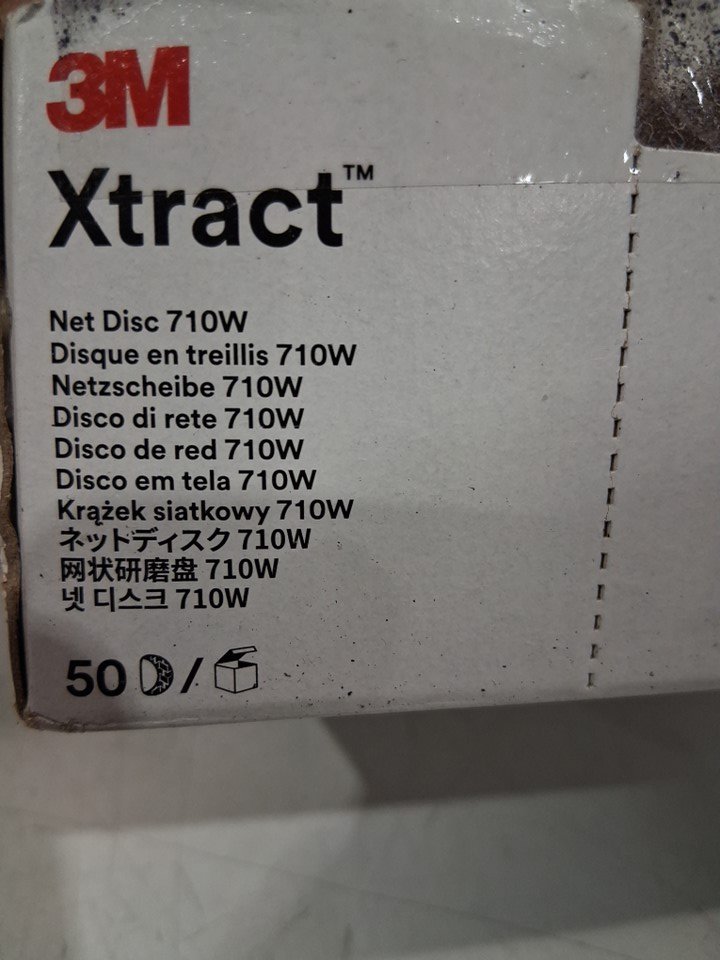 3M
Xtract™
Net Disc 710W
Disque en treillis 710W
Netzscheibe 710W
Disco di rete 710W
Disco de red 710W
Disco em tela 710W
Krążek siatkowy 710W
ネットディスク 710W
网状研磨盘 710W
넷 디스크 710W
50 /